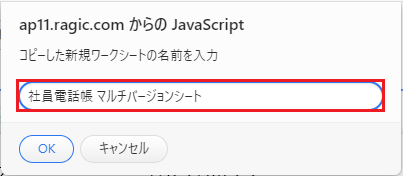 ap11.ragic.com からの JavaScript
コピーした新規ワークシートの名前を入力
社員電話帳 マルチバージョンシート
OK
キャンセル